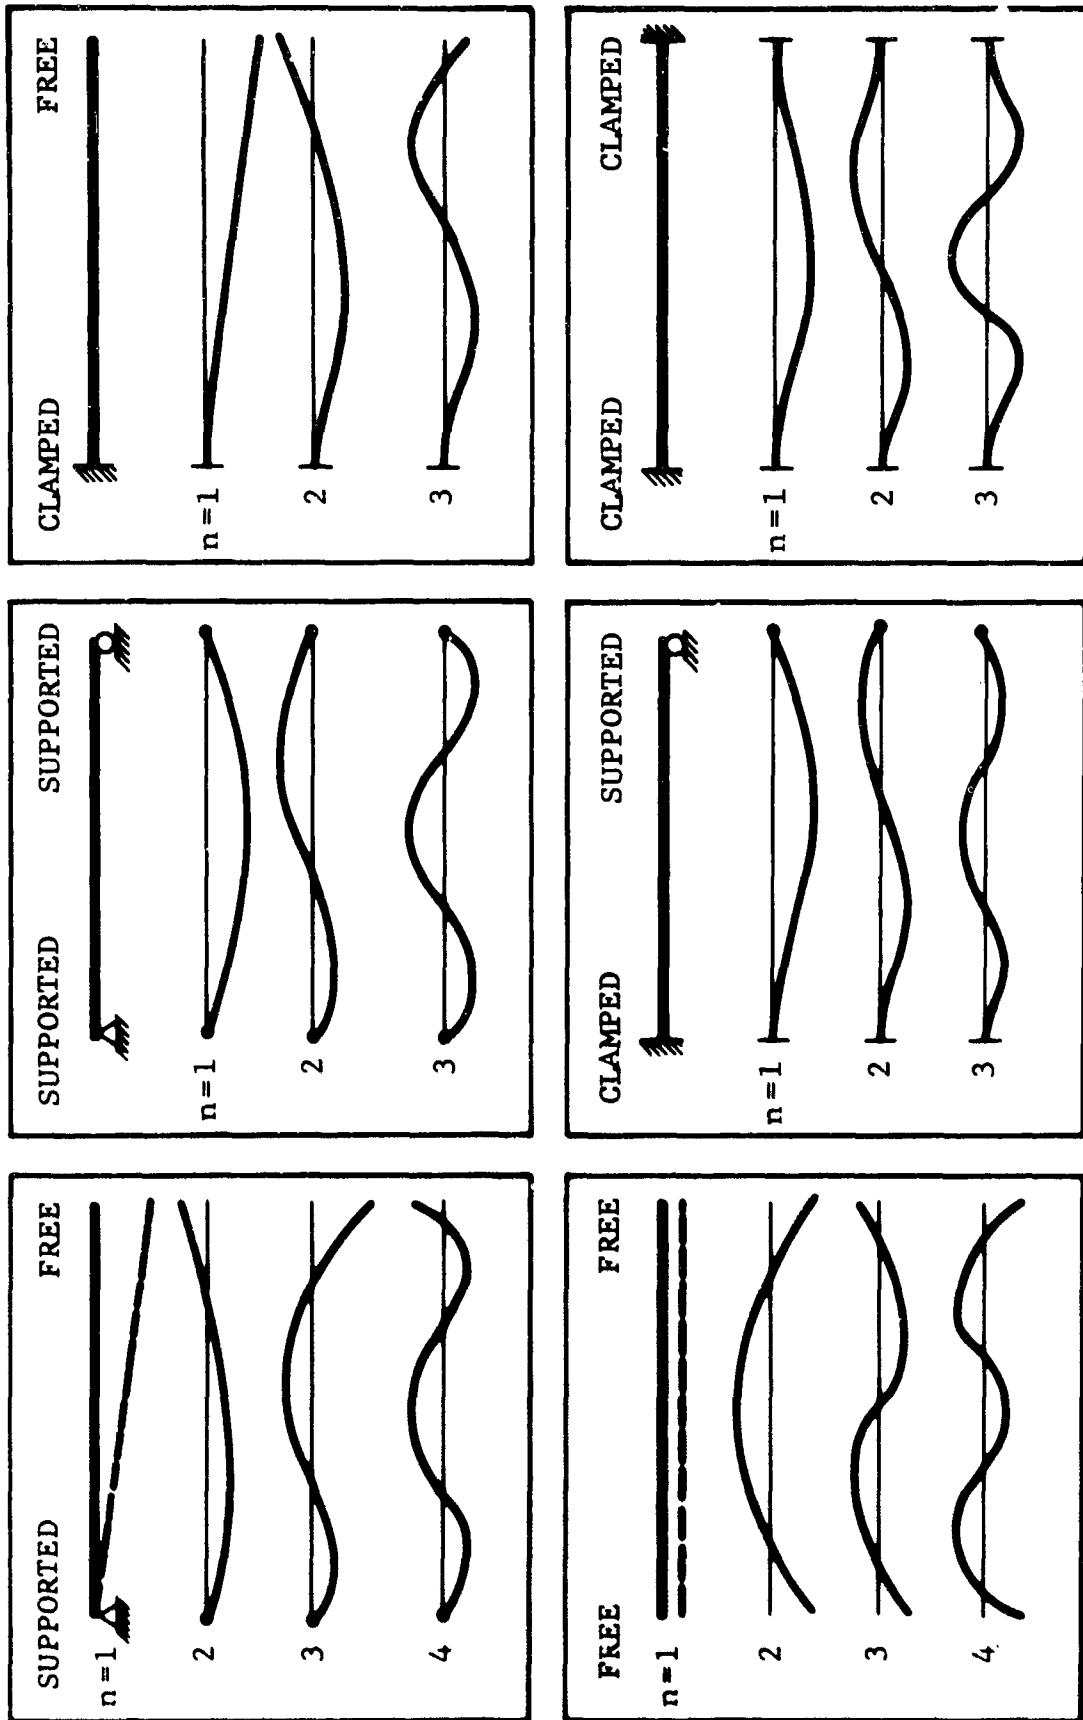 SUPPORTED FREE
n=1
2
3
4
SUPPORTED SUPPORTED
n=1
2
3
CLAMPED FREE
n=1
2
3
FREE FREE
n=1
2
3
4
CLAMPED SUPPORTED
n=1
2
3
CLAMPED CLAMPED
n=1
2
3